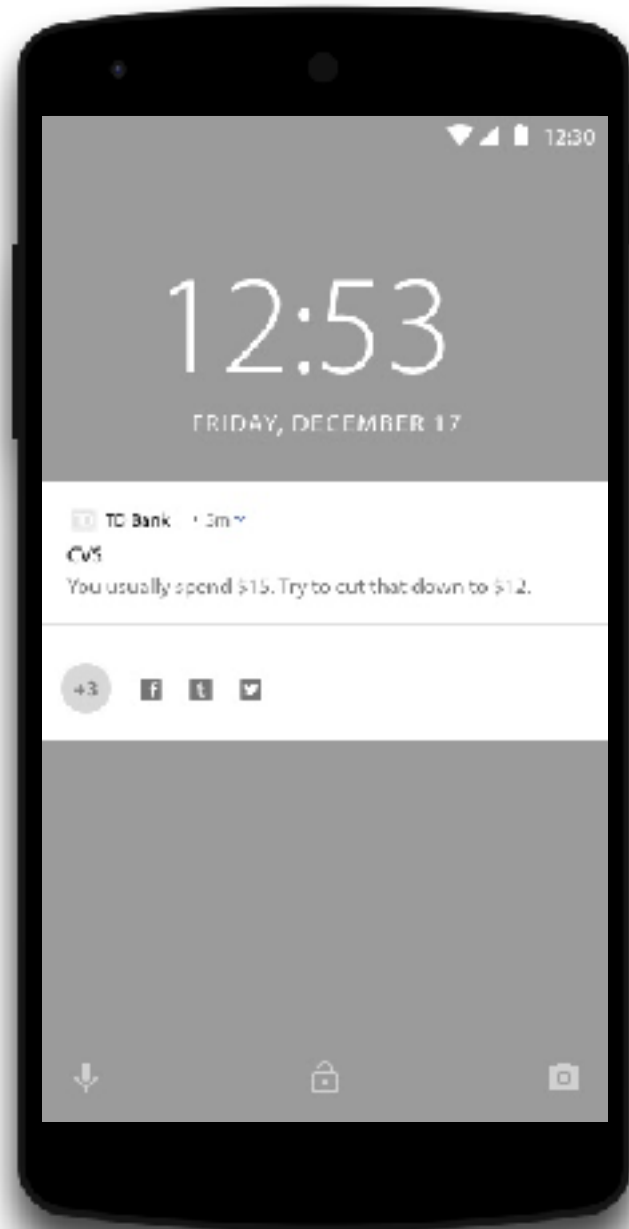 12:30
12:53
FRIDAY, DECEMBER 17
TD Bank • 5m
CVS
You usually spend $15. Try to cut that down to $12.
+3